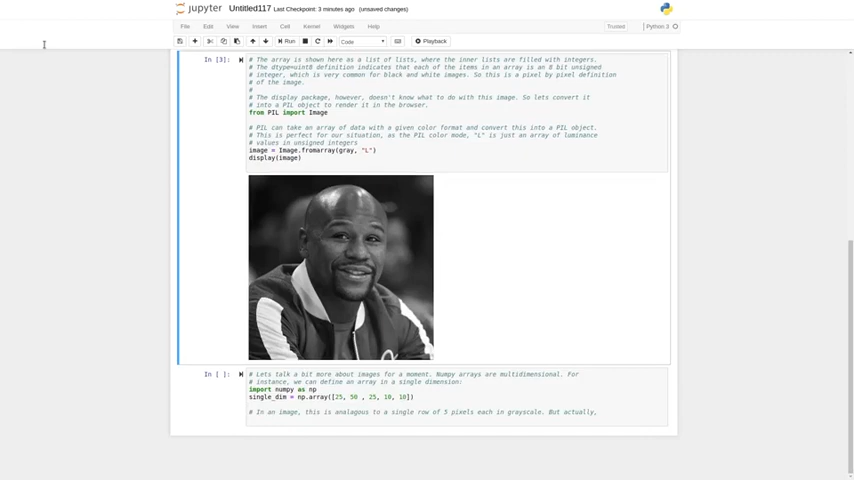 jupyter Untitled117 Last Checkpoint: 3 minutes ago (unsaved changes)
File Edit View Insert Cell Kernel Widgets Help Trusted Python 3
Run Code Playback
In [3]: # The array is shown here as a list of lists, where the inner lists are filled with integers.
# The dtype=uint8 definition indicates that each of the items in an array is an 8 bit unsigned
# integer, which is very common for black and white images. So this is a pixel by pixel definition
# of the image.
#
# The display package, however, doesn't know what to do with this image. So lets convert it
# into a PIL object to render it in the browser.
from PIL import Image
# PIL can take an array of data with a given color format and convert this into a PIL object.
# This is perfect for our situation, as the PIL color mode, "L" is just an array of luminance
# values in unsigned integers
image = Image.fromarray(gray, "L")
display(image)
In [ ]: # Lets talk a bit more about images for a moment. Numpy arrays are multidimensional. For
# instance, we can define an array in a single dimension:
import numpy as np
single_dim = np.array([25, 50 , 25, 10, 10])
# In an image, this is analagous to a single row of 5 pixels each in grayscale. But actually,